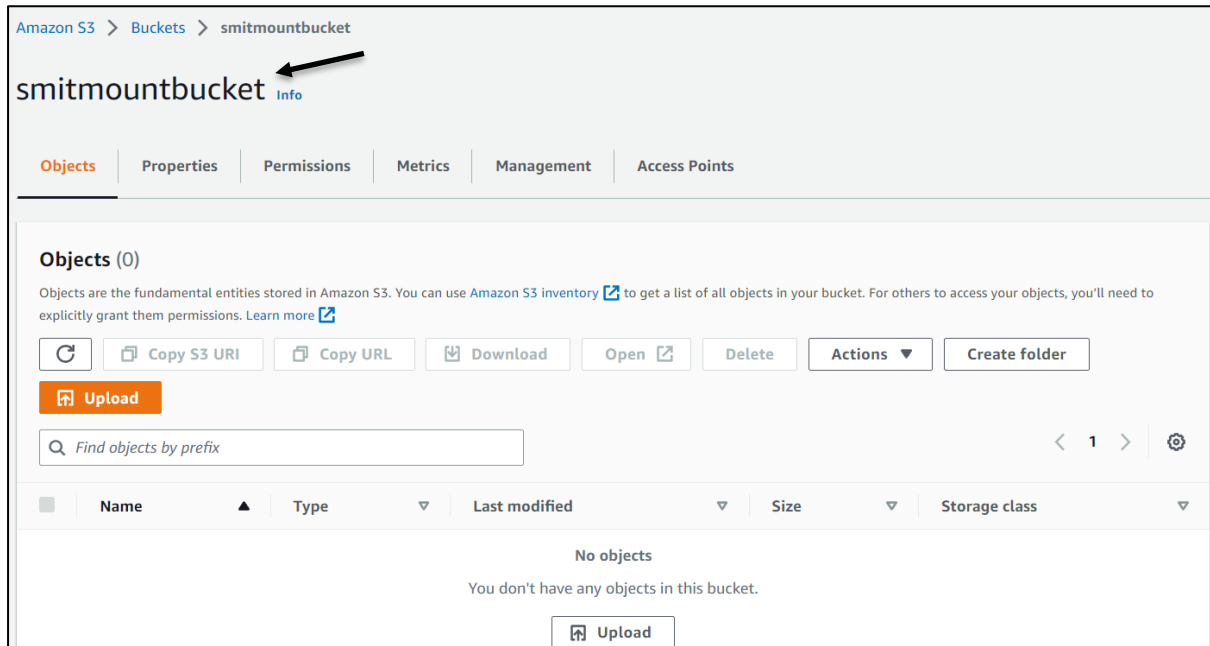 Amazon S3 > Buckets > smitmountbucket
smitmountbucket Info
Objects Properties Permissions Metrics Management Access Points
Objects (0)
Objects are the fundamental entities stored in Amazon S3. You can use Amazon S3 inventory to get a list of all objects in your bucket. For others to access your objects, you'll need to
explicitly grant them permissions. Learn more
Copy S3 URI Copy URL Download Open Delete Actions Create folder
Upload
Find objects by prefix
1
Name Type Last modified Size Storage class
No objects
You don't have any objects in this bucket.
Upload